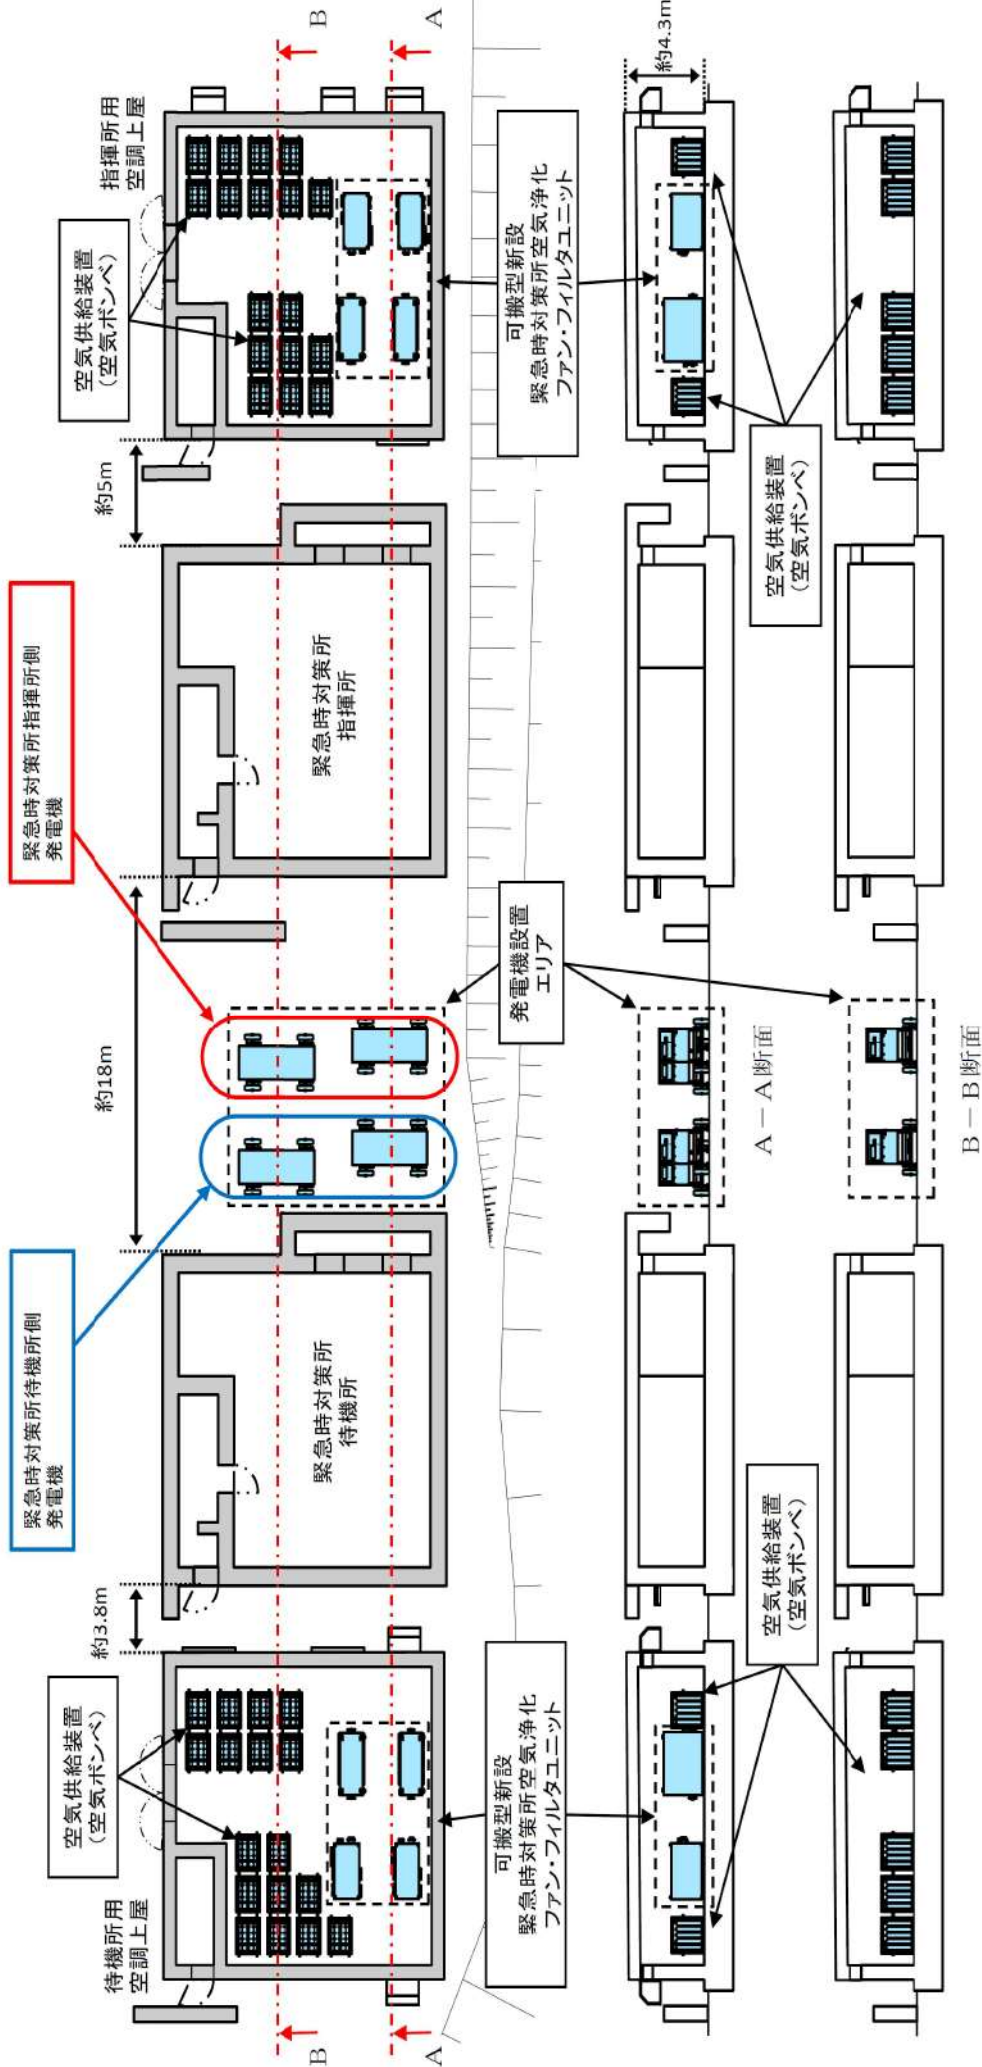 緊急時対策所待機所側
発電機
緊急時対策所指揮所側
発電機
待機所用
空調上屋
空気供給装置
(空気ボンベ)
約3.8m
約18m
約5m
空気供給装置
(空気ボンベ)
指揮所用
空調上屋
B
B
緊急時対策所
待機所
緊急時対策所
指揮所
A
A
可搬型新設
緊急時対策所空気浄化
ファン・フィルタユニット
発電機設置
エリア
可搬型新設
緊急時対策所空気浄化
ファン・フィルタユニット
約4.3m
A－A断面
空気供給装置
(空気ボンベ)
空気供給装置
(空気ボンベ)
B－B断面